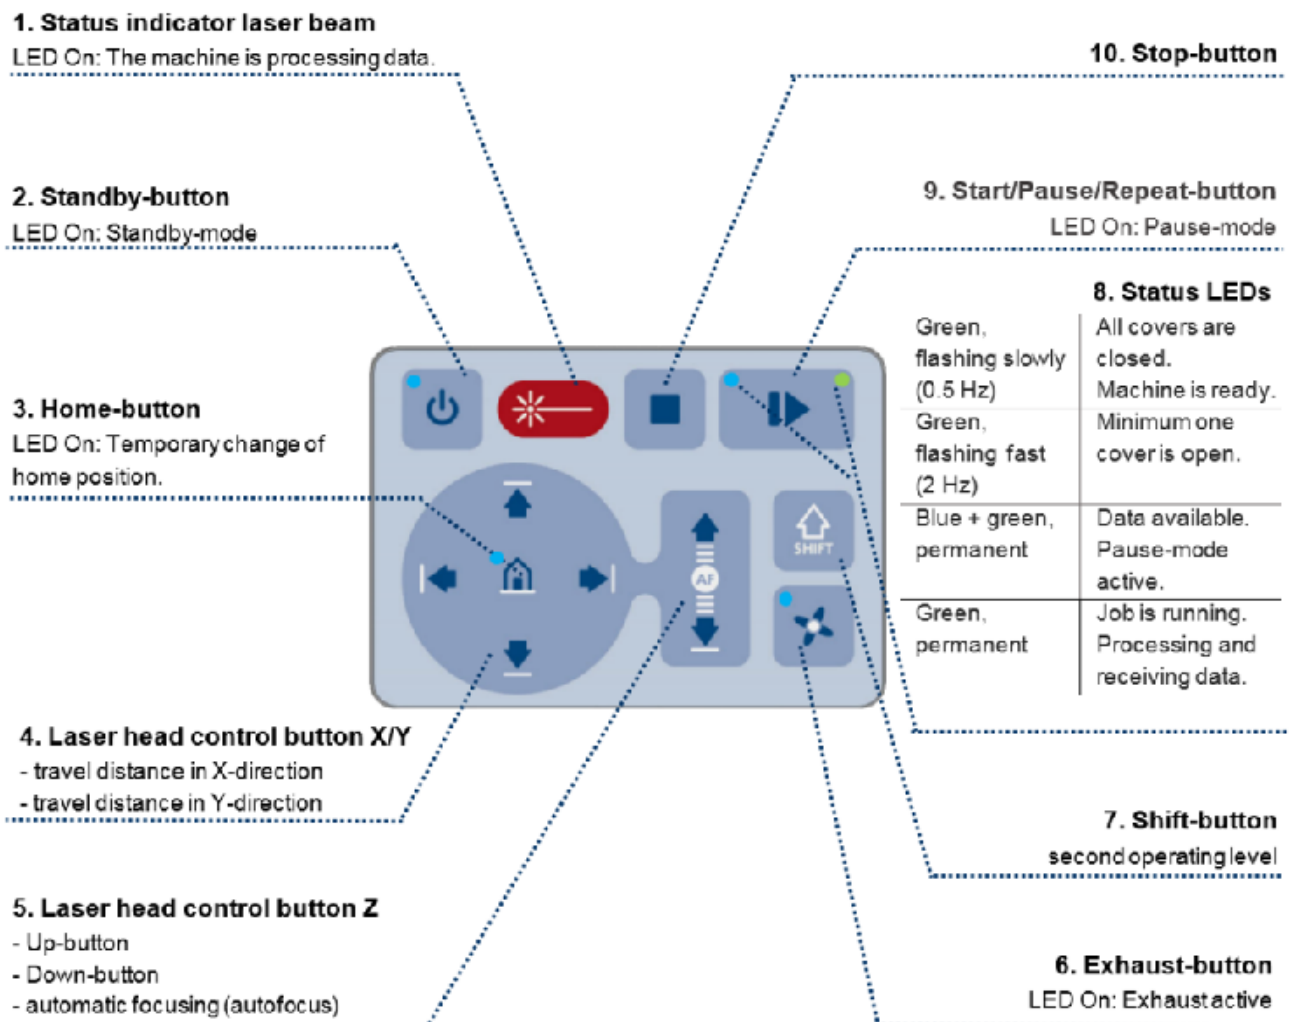 1. Status indicator laser beam
LED On: The machine is processing data.
10. Stop-button
2. Standby-button
LED On: Standby-mode
9. Start/Pause/Repeat-button
LED On: Pause-mode
8. Status LEDs
Green,
flashing slowly
(0.5 Hz)
All covers are
closed.
Machine is ready.
Green,
flashing fast
(2 Hz)
Minimum one
cover is open.
Blue + green,
permanent
Data available.
Pause-mode
active.
Green,
permanent
Job is running.
Processing and
receiving data.
3. Home-button
LED On: Temporary change of
home position.
SHIFT
AF
4. Laser head control button X/Y
- travel distance in X-direction
- travel distance in Y-direction
7. Shift-button
second operating level
5. Laser head control button Z
- Up-button
- Down-button
- automatic focusing (autofocus)
6. Exhaust-button
LED On: Exhaust active